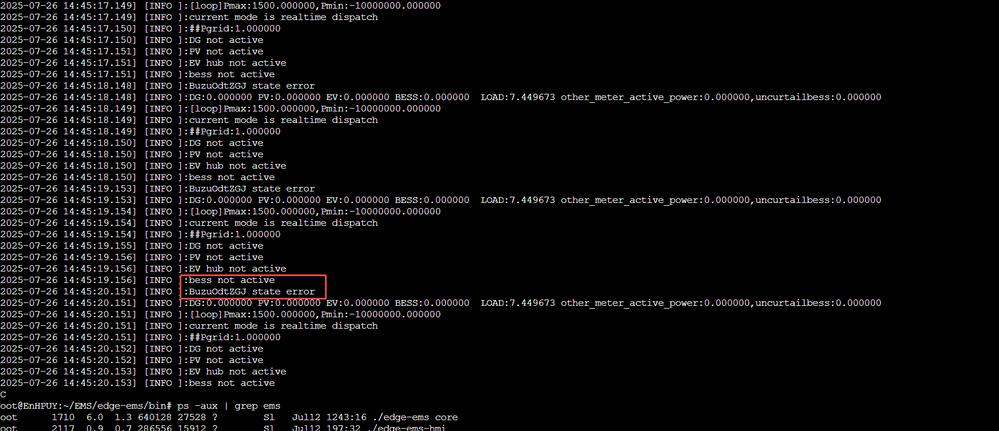 2025-07-26 14:45:17.149] [INFO ]:[loop]Pmax:1500.000000,Pmin:-10000000.000000
2025-07-26 14:45:17.149] [INFO ]:current mode is realtime dispatch
2025-07-26 14:45:17.150] [INFO ]:##Pgrid:1.000000
2025-07-26 14:45:17.150] [INFO ]:DG not active
2025-07-26 14:45:17.151] [INFO ]:PV not active
2025-07-26 14:45:17.151] [INFO ]:EV hub not active
2025-07-26 14:45:17.151] [INFO ]:bess not active
2025-07-26 14:45:18.148] [INFO ]:BuzuOdtZGJ state error
2025-07-26 14:45:18.148] [INFO ]:DG:0.000000 PV:0.000000 EV:0.000000 BESS:0.000000  LOAD:7.449673 other_meter_active_power:0.000000,uncurtailbess:0.000000
2025-07-26 14:45:18.149] [INFO ]:[loop]Pmax:1500.000000,Pmin:-10000000.000000
2025-07-26 14:45:18.149] [INFO ]:current mode is realtime dispatch
2025-07-26 14:45:18.149] [INFO ]:##Pgrid:1.000000
2025-07-26 14:45:18.150] [INFO ]:DG not active
2025-07-26 14:45:18.150] [INFO ]:PV not active
2025-07-26 14:45:18.150] [INFO ]:EV hub not active
2025-07-26 14:45:18.150] [INFO ]:bess not active
2025-07-26 14:45:19.153] [INFO ]:BuzuOdtZGJ state error
2025-07-26 14:45:19.153] [INFO ]:DG:0.000000 PV:0.000000 EV:0.000000 BESS:0.000000  LOAD:7.449673 other_meter_active_power:0.000000,uncurtailbess:0.000000
2025-07-26 14:45:19.154] [INFO ]:[loop]Pmax:1500.000000,Pmin:-10000000.000000
2025-07-26 14:45:19.154] [INFO ]:current mode is realtime dispatch
2025-07-26 14:45:19.154] [INFO ]:##Pgrid:1.000000
2025-07-26 14:45:19.155] [INFO ]:DG not active
2025-07-26 14:45:19.156] [INFO ]:PV not active
2025-07-26 14:45:19.156] [INFO ]:EV hub not active
2025-07-26 14:45:19.156] [INFO ]:bess not active
2025-07-26 14:45:20.151] [INFO ]:BuzuOdtZGJ state error
2025-07-26 14:45:20.151] [INFO ]:DG:0.000000 PV:0.000000 EV:0.000000 BESS:0.000000  LOAD:7.449673 other_meter_active_power:0.000000,uncurtailbess:0.000000
2025-07-26 14:45:20.151] [INFO ]:[loop]Pmax:1500.000000,Pmin:-10000000.000000
2025-07-26 14:45:20.151] [INFO ]:current mode is realtime dispatch
2025-07-26 14:45:20.151] [INFO ]:##Pgrid:1.000000
2025-07-26 14:45:20.152] [INFO ]:DG not active
2025-07-26 14:45:20.152] [INFO ]:PV not active
2025-07-26 14:45:20.153] [INFO ]:EV hub not active
2025-07-26 14:45:20.153] [INFO ]:bess not active
C
oot@EnHPUY:~/EMS/edge-ems/bin# ps -aux | grep ems
oot      1710  6.0  1.3 640128 27528 ?        Sl   Jul12 1243:16 ./edge-ems core
oot      2117  0.9  0.7 286556 15912 ?        Sl   Jul12 197:32 ./edge-ems-hmi